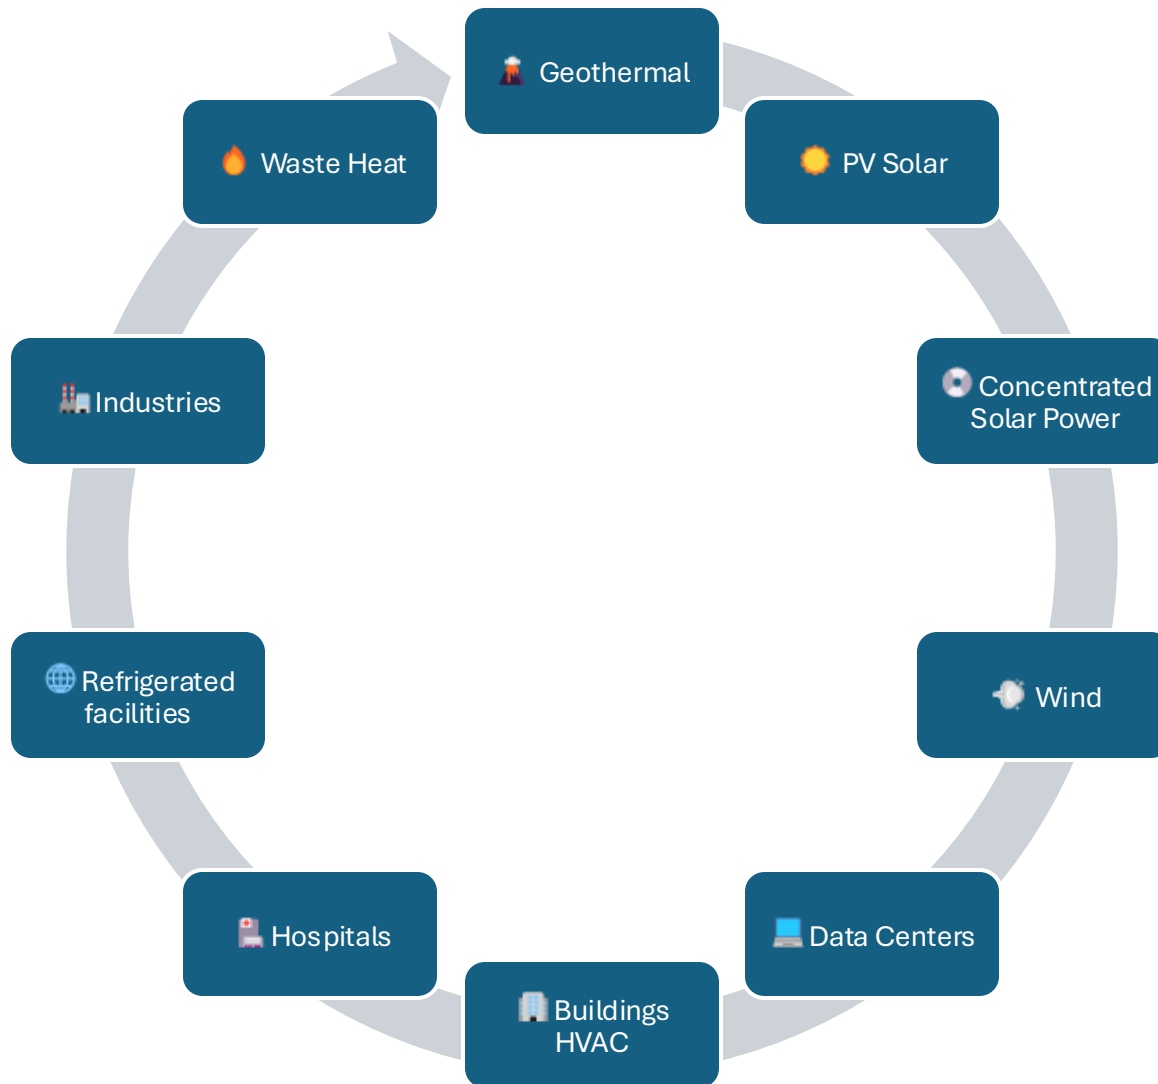 Geothermal
PV Solar
Concentrated
Solar Power
Wind
Data Centers
Buildings
HVAC
Hospitals
Refrigerated
facilities
Industries
Waste Heat